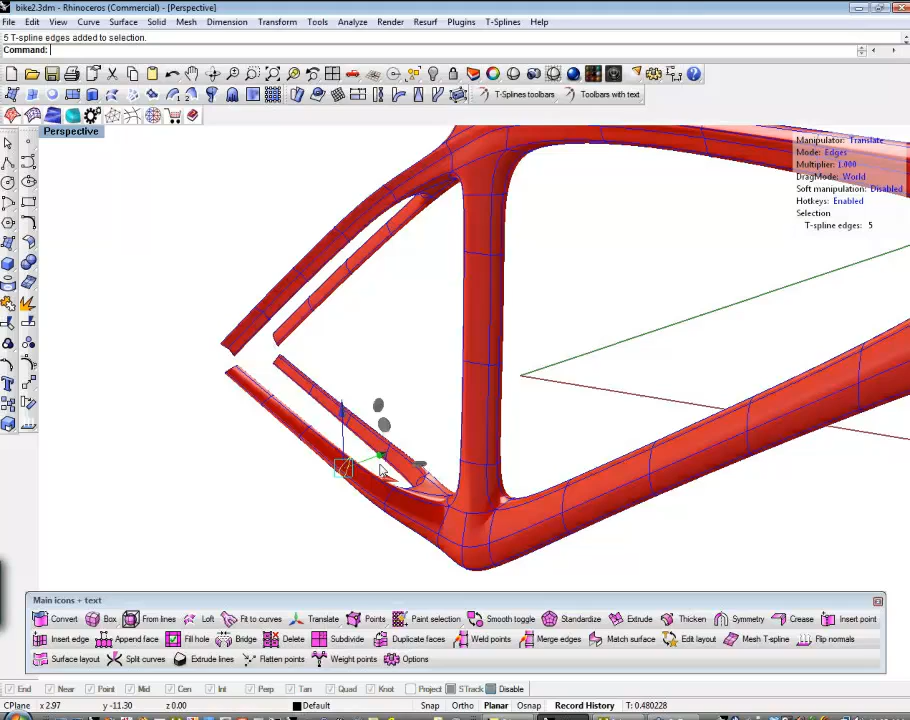 bike2.3dm - Rhinoceros (Commercial) - [Perspective]
File Edit View Curve Surface Solid Mesh Dimension Transform Tools Analyze Render Resurf Plugins T-Splines Help
5 T-spline edges added to selection.
Command:
T-Splines toolbars Toolbars with text
Perspective
Manipulator: Translate
Mode: Edges
Multiplier: 1.000
DragMode: World
Soft manipulation: Disabled
Hotkeys: Enabled
Selection
T-spline edges: 5
Main icons + text
Convert Box From lines Loft Fit to curves Translate Points Paint selection Smooth toggle Standardize Extrude Thicken Symmetry Crease Insert point
Insert edge Append face Fill hole Bridge Delete Subdivide Duplicate faces Weld points Merge edges Match surface Edit layout Mesh T-spline Flip normals
Surface layout Split curves Extrude lines Flatten points Weight points Options
End Near Point Mid Cen Int Perp Tan Quad Knot Project STrack Disable
CPlane x 2.97 y -11.30 z 0.00 Default Snap Ortho Planar Osnap Record History T: 0.480228